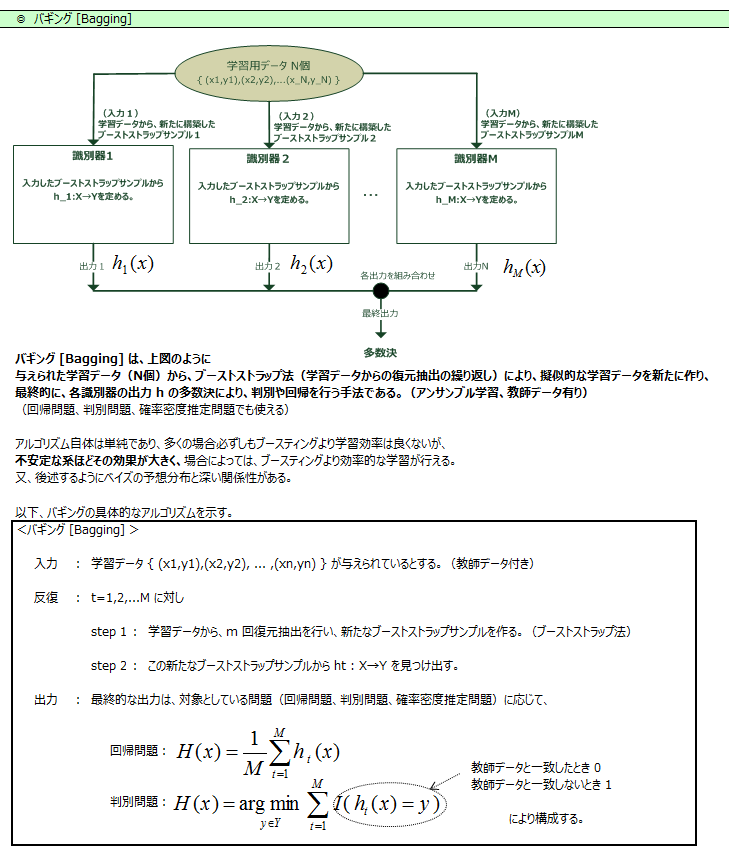 ◎ バギング [Bagging]
学習用データ N個
{ (x1,y1),(x2,y2),...(x_N,y_N) }
（入力１）
学習データから、新たに構築した
ブーストストラップサンプル１
（入力２）
学習データから、新たに構築した
ブーストストラップサンプル２
（入力M）
学習データから、新たに構築した
ブーストストラップサンプルM
識別器1
入力したブーストストラップサンプルから
h_1:X→Yを定める。
識別器２
入力したブーストストラップサンプルから
h_2:X→Yを定める。
...
識別器M
入力したブーストストラップサンプルから
h_M:X→Yを定める。
出力１ h₁(x)
出力２ h₂(x)
出力N h_M(x)
各出力を組み合わせ
最終出力
多数決
バギング [Bagging] は、上図のように
与えられた学習データ（N個）から、ブーストストラップ法（学習データからの復元抽出の繰り返し）により、擬似的な学習データを新たに作り、
最終的に、各識別器の出力 h の多数決により、判別や回帰を行う手法である。（アンサンブル学習、教師データ有り）
（回帰問題、判別問題、確率密度推定問題でも使える）
アルゴリズム自体は単純であり、多くの場合必ずしもブースティングより学習効率は良くないが、
不安定な系ほどその効果が大きく、場合によっては、ブースティングより効率的な学習が行える。
又、後述するようにベイズの予想分布と深い関係性がある。
以下、バギングの具体的なアルゴリズムを示す。
＜バギング [Bagging] ＞
入力 ： 学習データ { (x1,y1),(x2,y2), ... ,(xn,yn) } が与えられているとする。（教師データ付き）
反復 ： t=1,2,...M に対し
step 1 ： 学習データから、m 回復元抽出を行い、新たなブーストストラップサンプルを作る。（ブーストストラップ法）
step 2 ： この新たなブーストストラップサンプルから ht : X→Y を見つけ出す。
出力 ： 最終的な出力は、対象としている問題（回帰問題、判別問題、確率密度推定問題）に応じて、
回帰問題： H(x) = 1/M Σ_{t=1}^{M} h_t(x)
教師データと一致したとき 0
教師データと一致しないとき 1
判別問題： H(x) = arg min_{y∈Y} Σ_{t=1}^{M} I( h_t(x) = y )
により構成する。